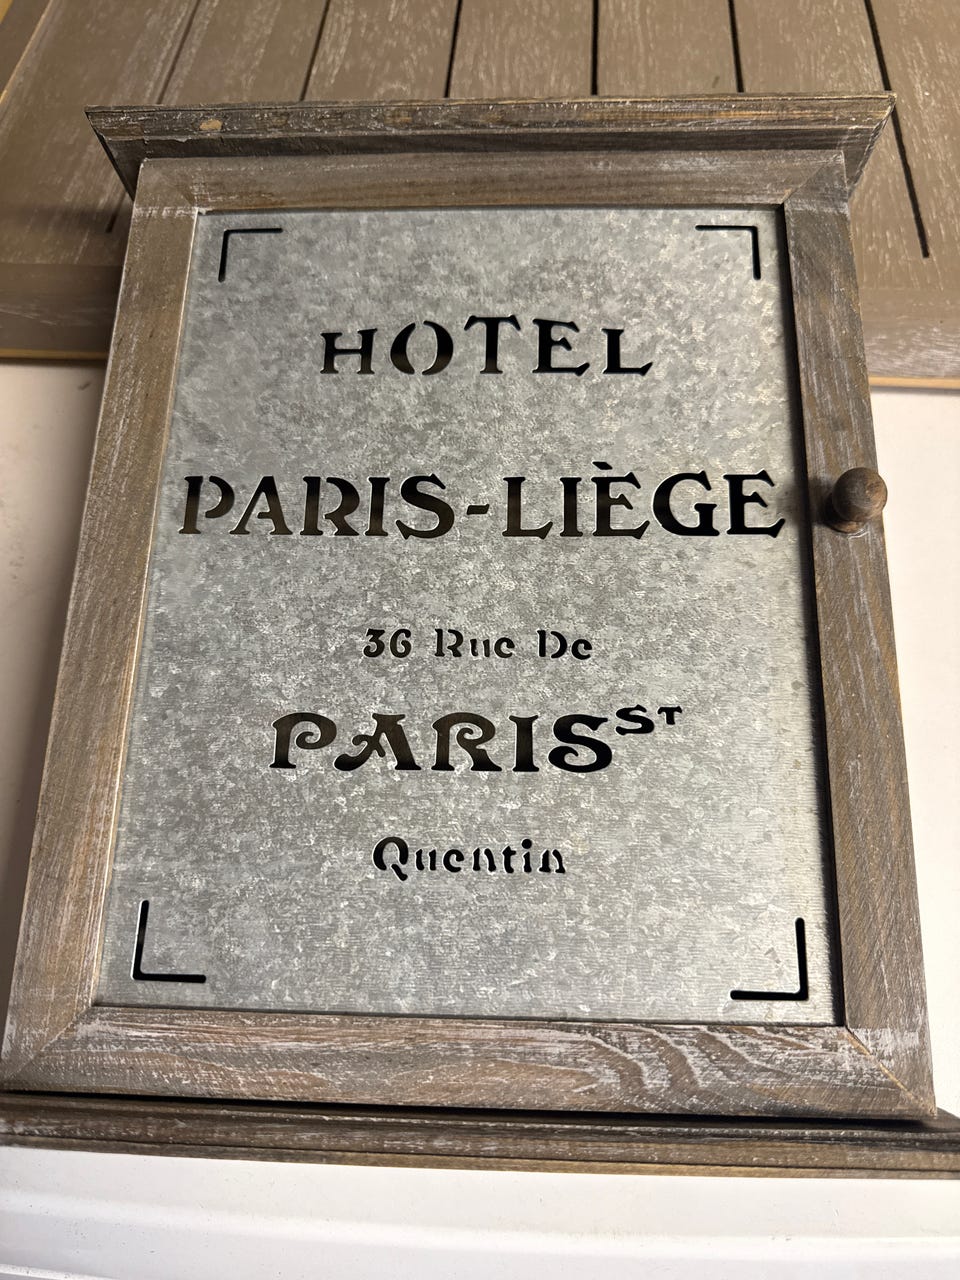 HOTEL
PARIS-LIÈGE
36 Rue De
PARIS ST
Quentin